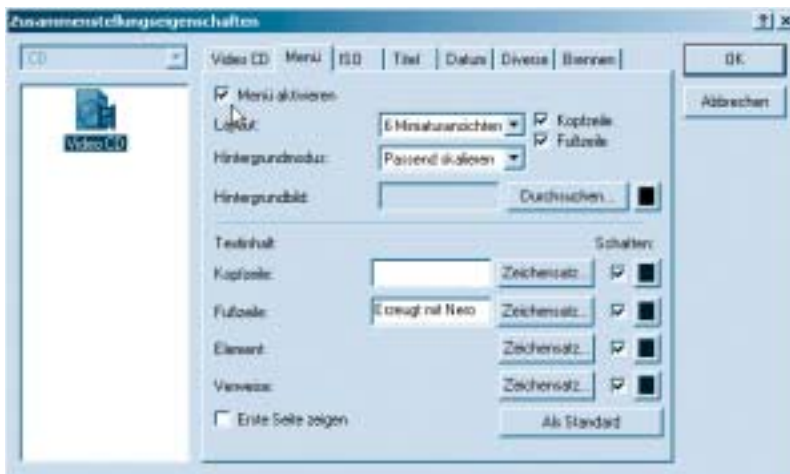 Zusammenstellungseigenschaften
CD
Video CD
Video CD Menü ISO Titel Datum Diverse Brennen
Menü aktivieren
Layout: 6 Miniaturansichten Kopfzeile
Fußzeile
Hintergrundmodus: Passend skalieren
Hintergrundbild: Durchsuchen...
Textinhalt Schatten:
Kopfzeile: Zeichensatz...
Fußzeile: Erzeugt mit Nero Zeichensatz...
Element: Zeichensatz...
Verweise: Zeichensatz...
Erste Seite zeigen Als Standard
OK
Abbrechen